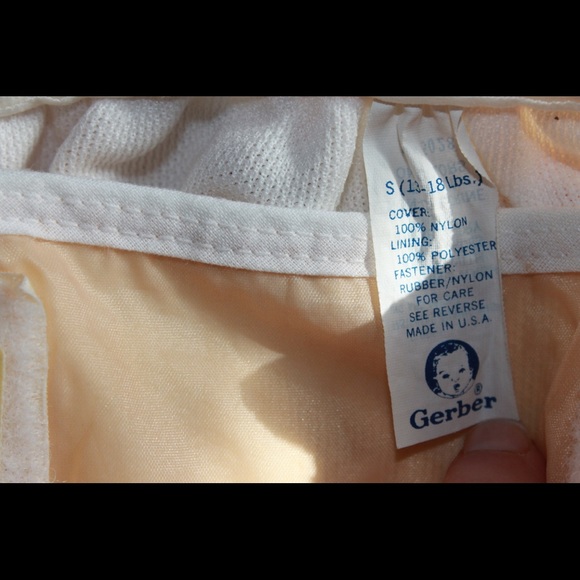 S (13-18 Lbs.)
COVER:
100% NYLON
LINING:
100% POLYESTER
FASTENER:
RUBBER/NYLON
FOR CARE
SEE REVERSE
MADE IN U.S.A.
®
Gerber